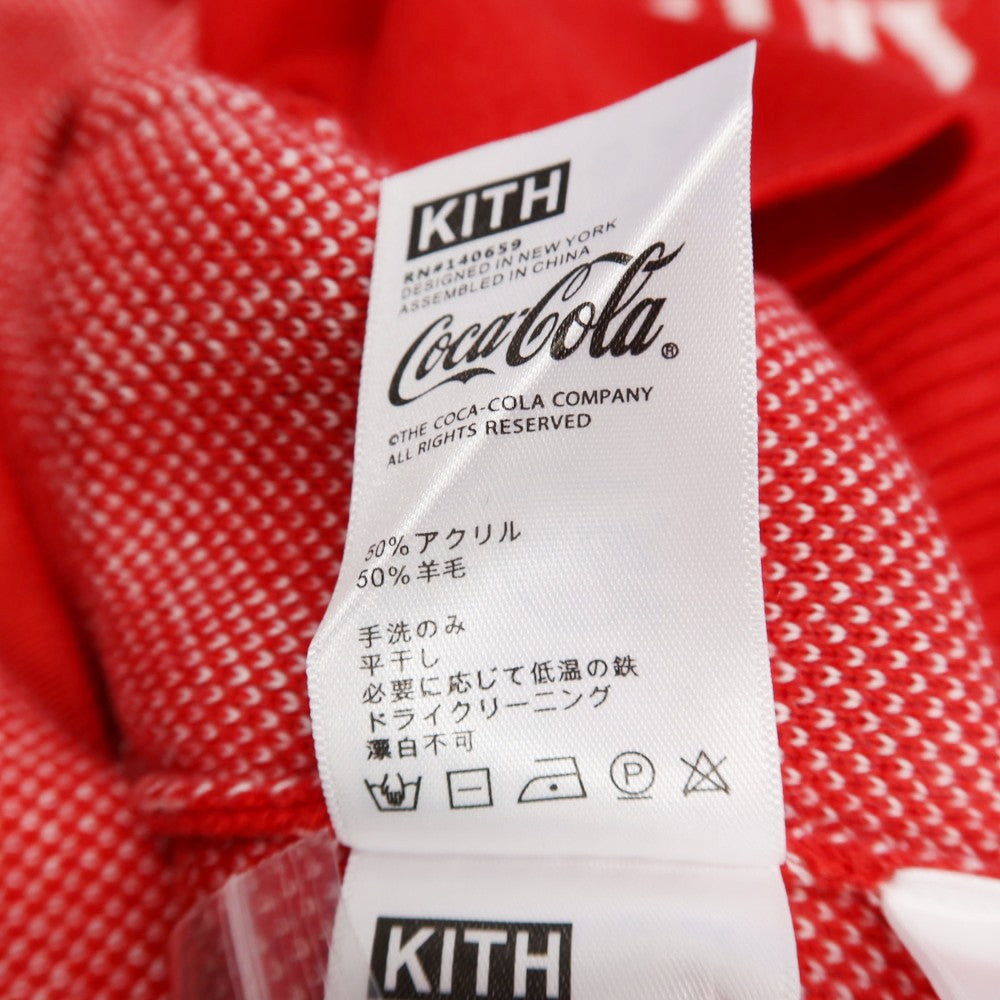 KITH
RN#140659
DESIGNED IN NEW YORK
ASSEMBLED IN CHINA
Coca-Cola®
©THE COCA-COLA COMPANY
ALL RIGHTS RESERVED
50%アクリル
50%羊毛
手洗のみ
平干し
必要に応じて低温の鉄
ドライクリーニング
漂白不可
P
KITH